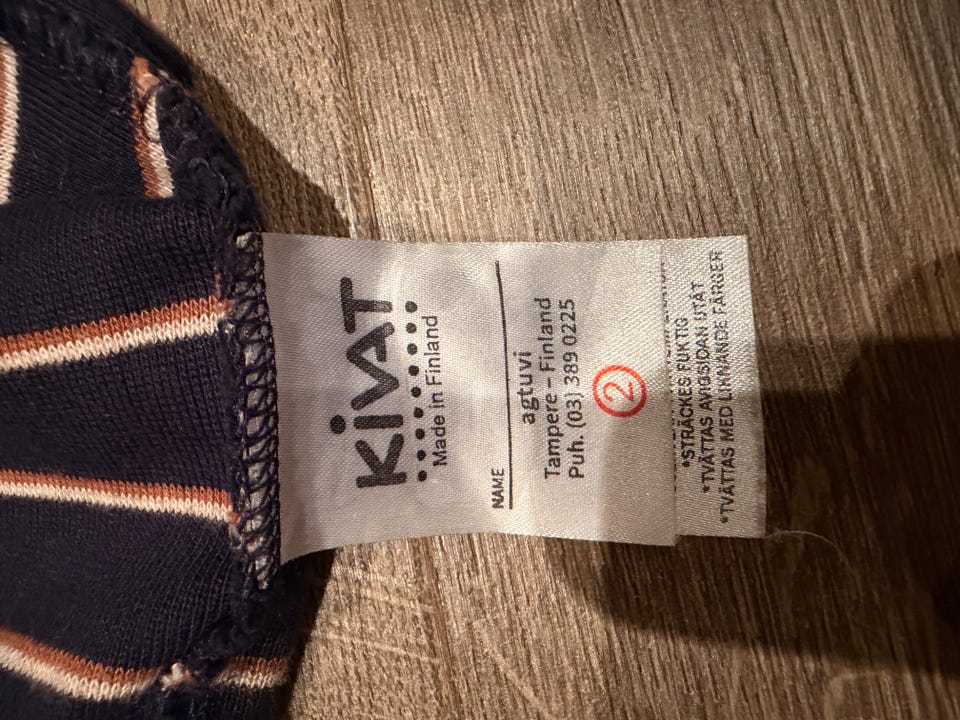 KiVAT
Made in Finland
NAME
agtuvi
Tampere – Finland
Puh. (03) 389 0225
2
*STRÄCKES FUKTIG
*TVÄTTAS AVIGSIDAN UTÅT
*TVÄTTAS MED LIKNANDE FÄRGER